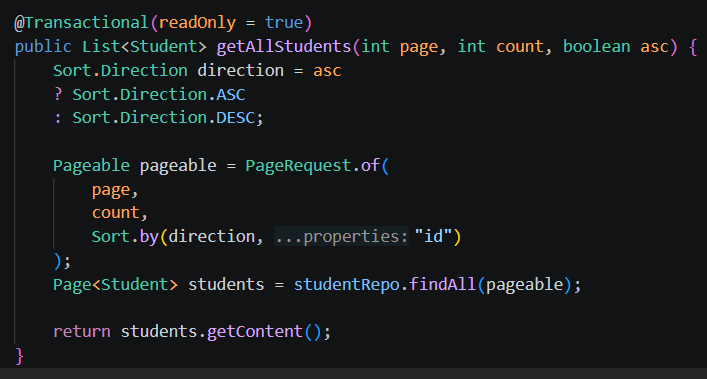 @Transactional(readOnly = true)
public List<Student> getAllStudents(int page, int count, boolean asc) {
    Sort.Direction direction = asc
    ? Sort.Direction.ASC
    : Sort.Direction.DESC;

    Pageable pageable = PageRequest.of(
        page,
        count,
        Sort.by(direction, ...properties: "id")
    );
    Page<Student> students = studentRepo.findAll(pageable);

    return students.getContent();
}